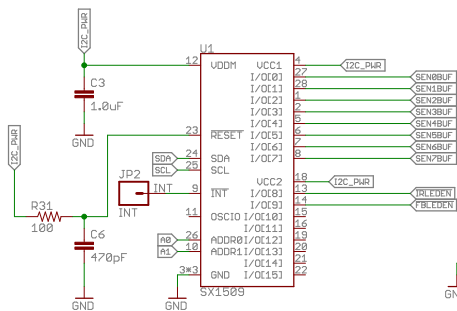 I2C_PWR
U1
12 VDDM VCC1 4 I2C_PWR
I/O[0] 27 SEN0BUF
C3 I/O[1] 28 SEN1BUF
1.0uF I/O[2] 1 SEN2BUF
I/O[3] 2 SEN3BUF
I/O[4] 5 SEN4BUF
GND 23 RESET I/O[5] 6 SEN5BUF
I2C_PWR I/O[6] 7 SEN6BUF
SDA 24 SDA I/O[7] 8 SEN7BUF
SCL 25 SCL
JP2 VCC2 18 I2C_PWR
INT 9 INT I/O[8] 13 IRLEDEN
I/O[9] 14 FBLEDEN
INT 11 OSCIO I/O[10] 15
R31 I/O[11] 16
100 C6 A0 26 ADDR0 I/O[12] 19
A1 10 ADDR1 I/O[13] 20
470pF I/O[14] 21
3*3 GND I/O[15] 22
SX1509
GND GND